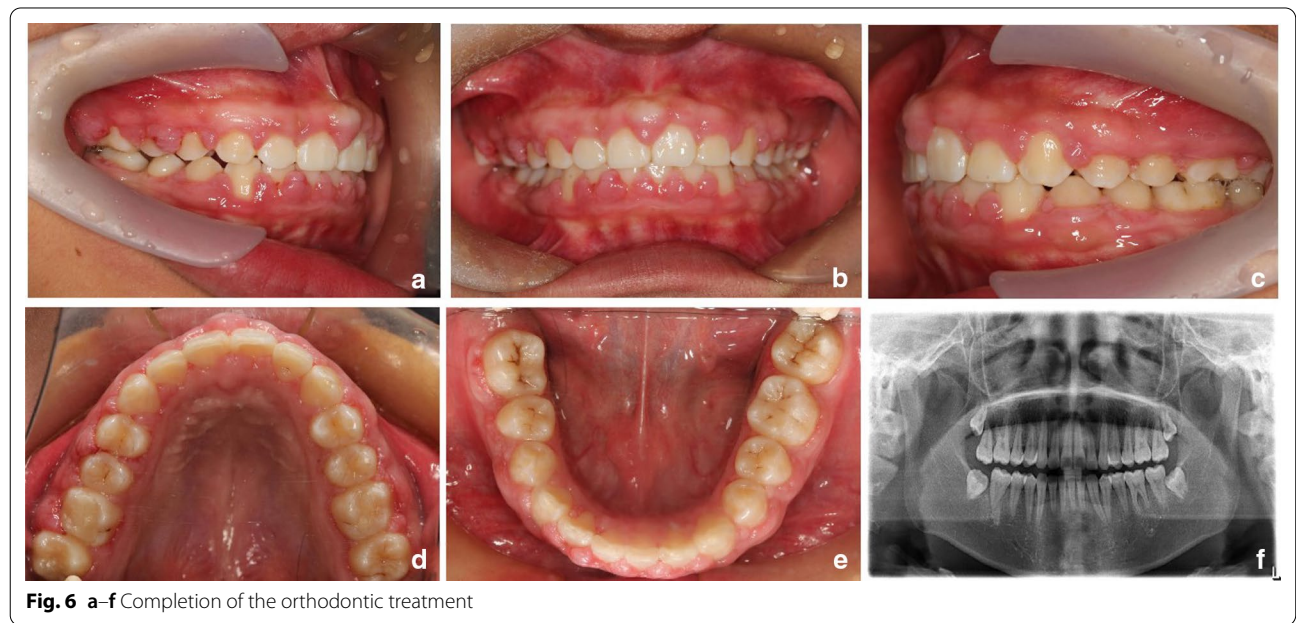 a
b
c
d
e
f
L
Fig. 6 a–f Completion of the orthodontic treatment